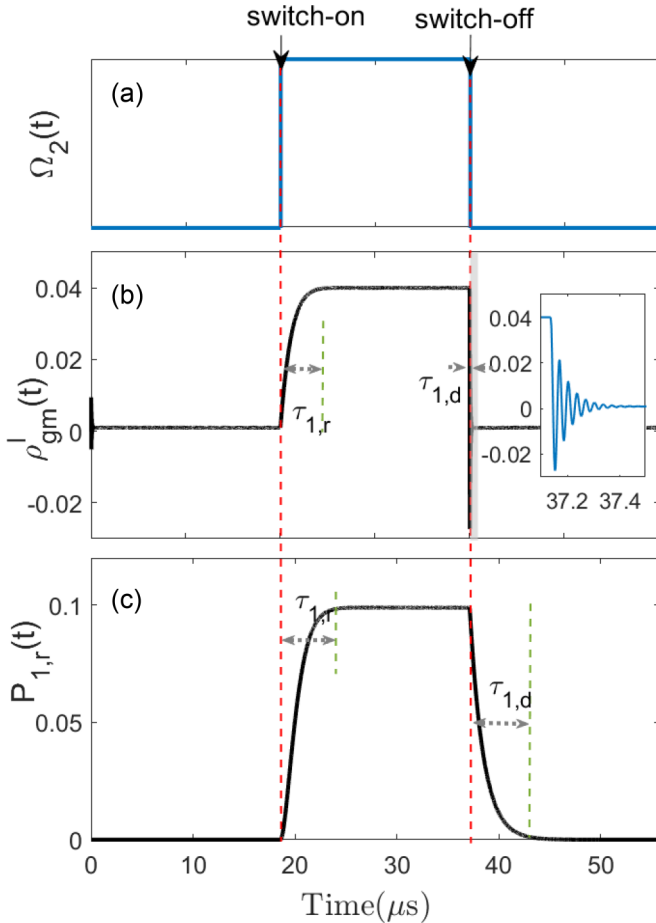 switch-on
switch-off
(a)
Ω₂(t)
(b)
0.04
0.02
0
-0.02
ρᴵgm(t)
τ1,r
τ1,d
0.04
0.02
0
-0.02
37.2 37.4
(c)
0.1
0.05
0
P1,r(t)
τ1,r
τ1,d
0 20 30 40 50
Time(μs)